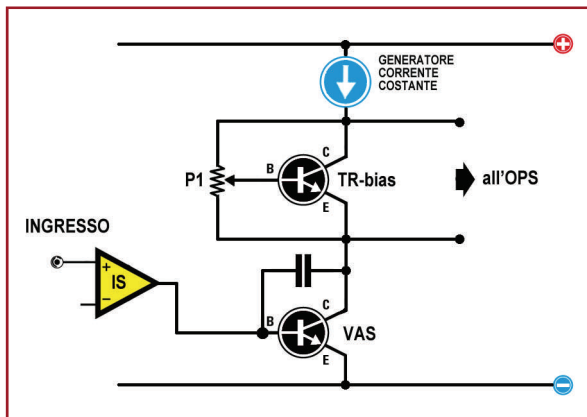 +
GENERATORE
CORRENTE
COSTANTE
C
B
P1
TR-bias
all'OPS
E
INGRESSO
+
IS
−
C
B
VAS
E
−